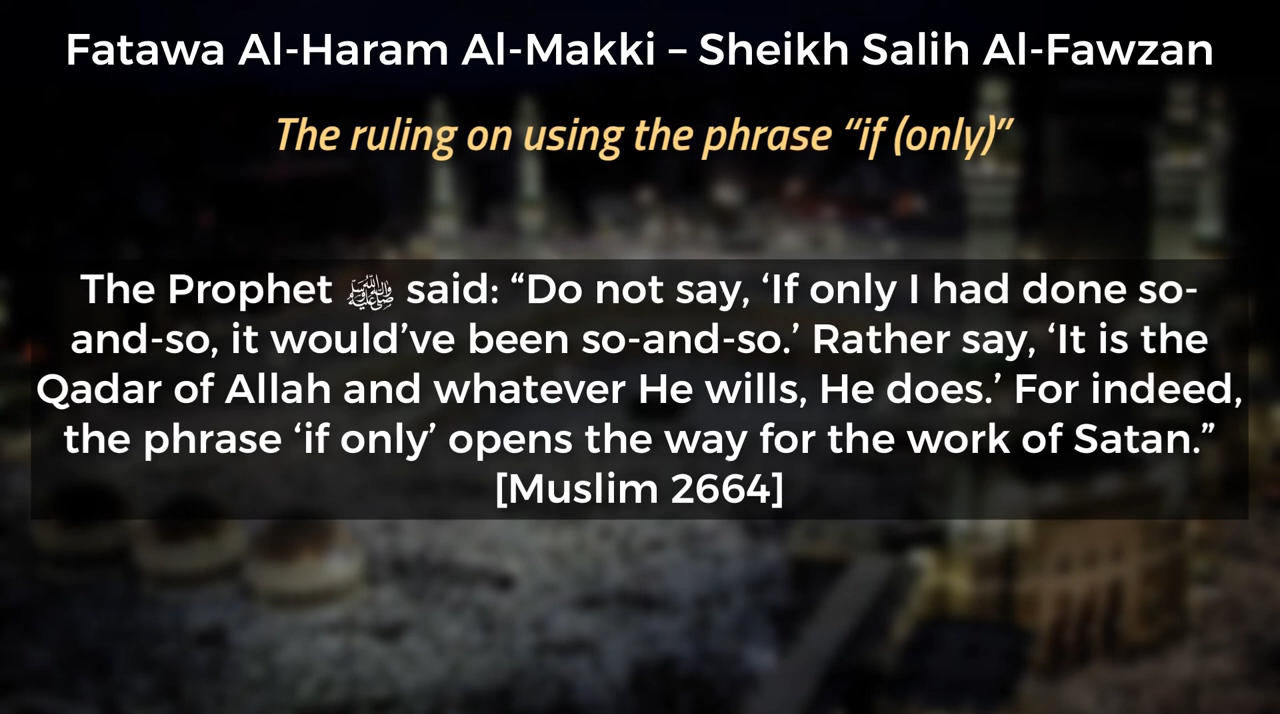 Fatawa Al-Haram Al-Makki – Sheikh Salih Al-Fawzan
The ruling on using the phrase “if (only)”
The Prophet ﷺ said: “Do not say, ‘If only I had done so-
and-so, it would’ve been so-and-so.’ Rather say, ‘It is the
Qadar of Allah and whatever He wills, He does.’ For indeed,
the phrase ‘if only’ opens the way for the work of Satan.”
[Muslim 2664]